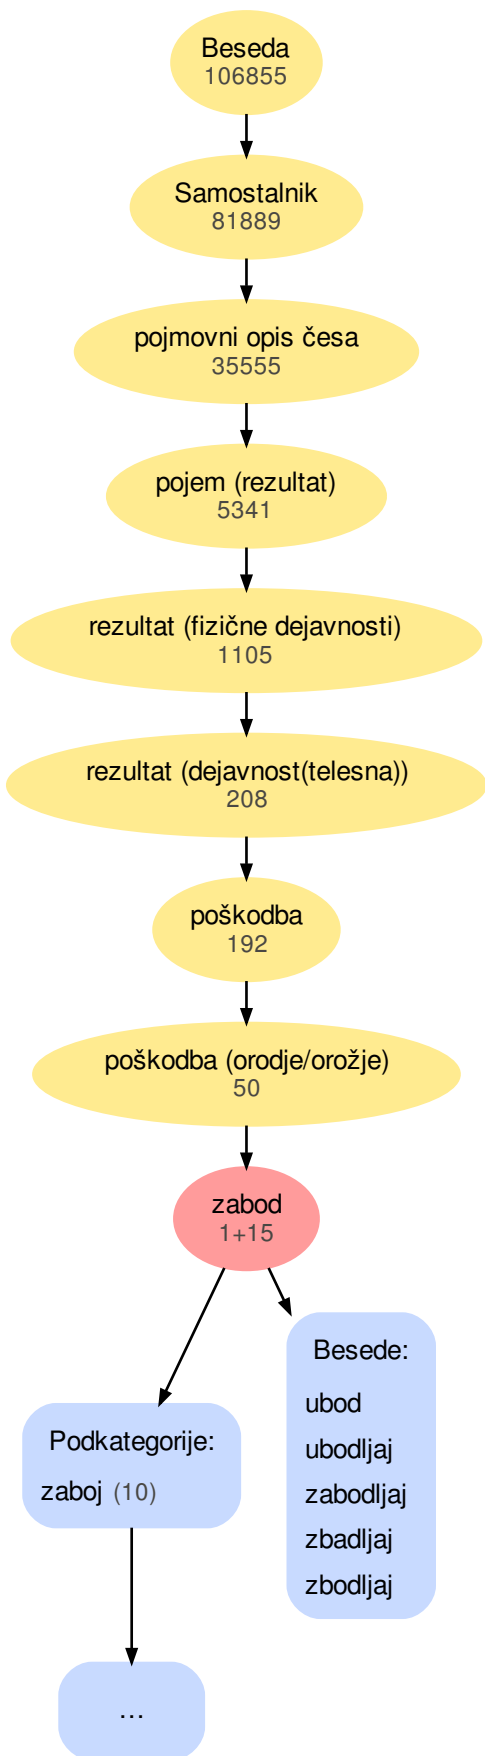 Beseda
106855
Samostalnik
81889
pojmovni opis česa
35555
pojem (rezultat)
5341
rezultat (fizične dejavnosti)
1105
rezultat (dejavnost(telesna))
208
poškodba
192
poškodba (orodje/orožje)
50
zabod
1+15
Besede:
ubod
ubodljaj
zabodljaj
zbadljaj
zbodljaj
Podkategorije:
zaboj (10)
...